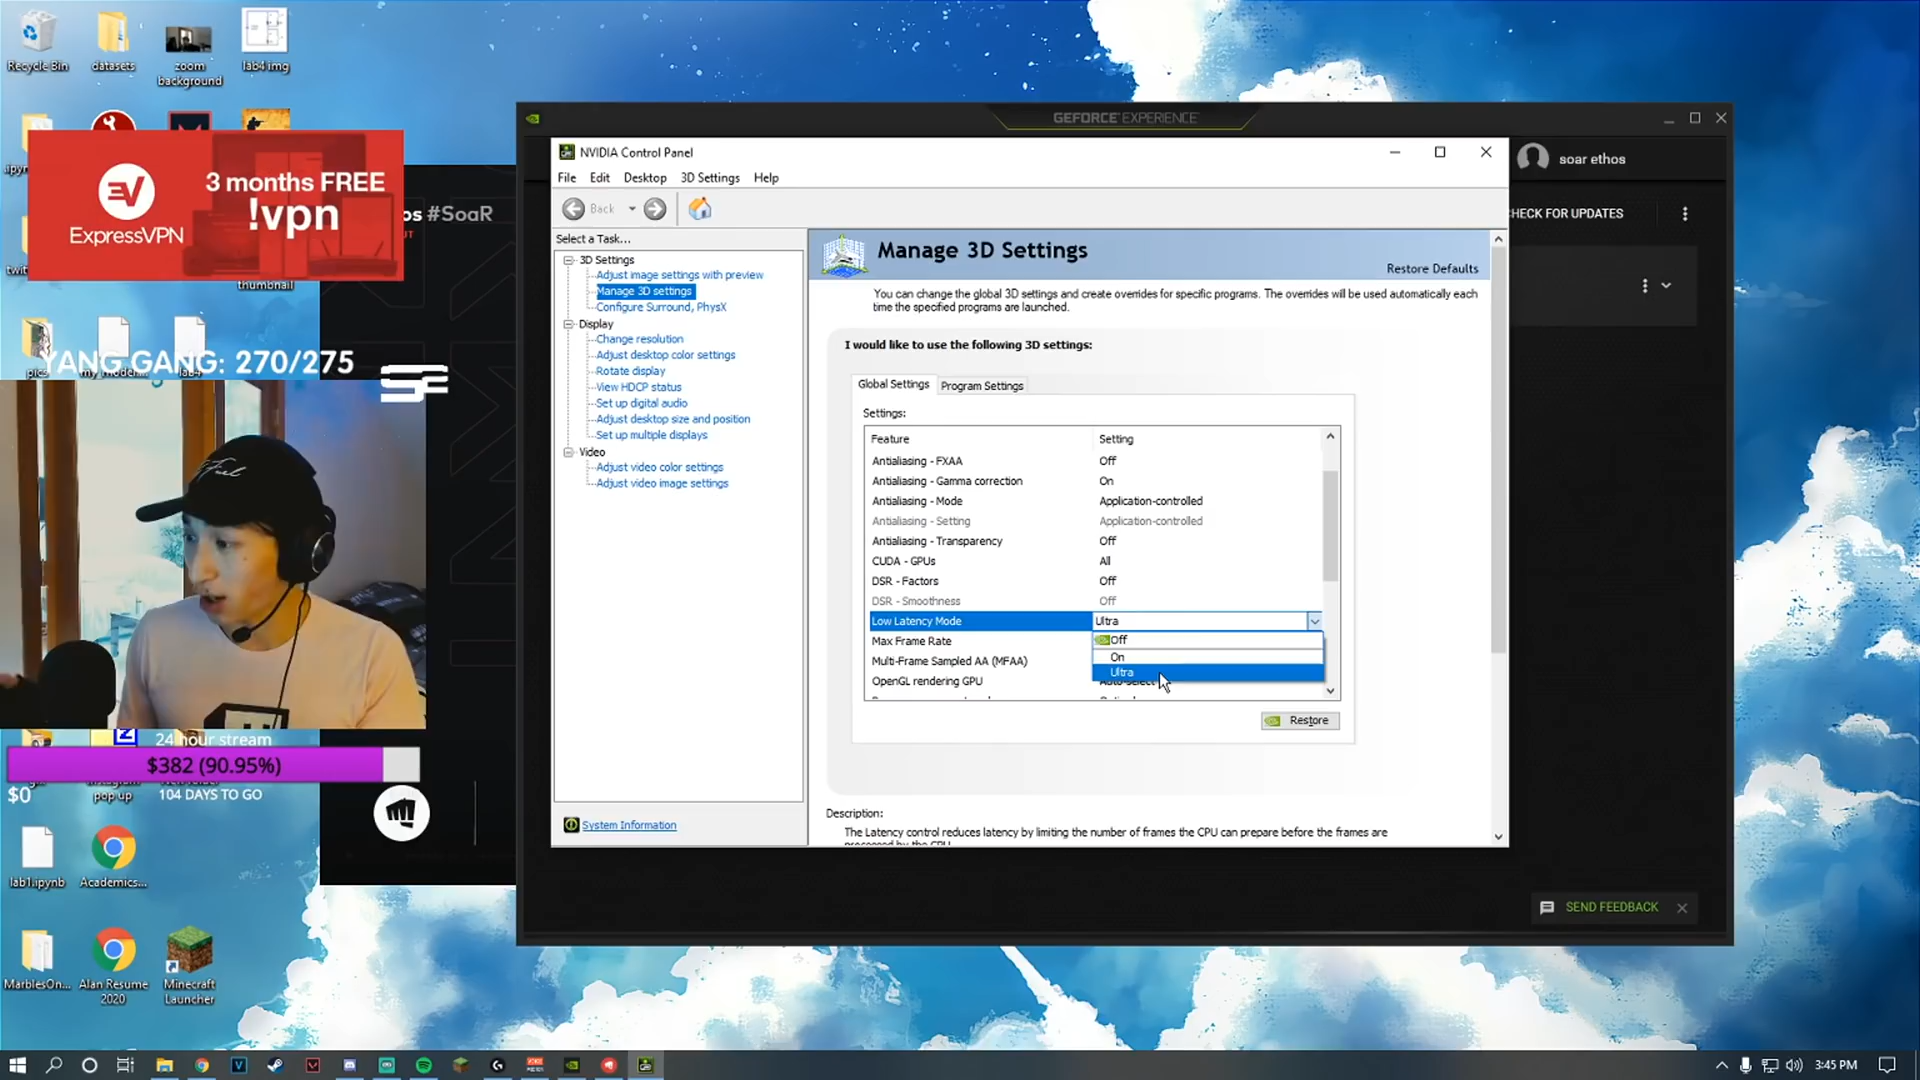 Recycle Bin
datasets
zoom
background
lab4 img
3 months FREE
!vpn
ExpressVPN
os #SoaR
thumbnail
YANG GANG: 270/275
pics
lab4
24 hour stream
$382 (90.95%)
$0
pop up
104 DAYS TO GO
lab1.ipynb
Academics...
MarblesOn...
Alan Resume
2020
Minecraft
Launcher
GEFORCE EXPERIENCE
soar ethos
HECK FOR UPDATES
NVIDIA Control Panel
File
Edit
Desktop
3D Settings
Help
Back
Select a Task...
3D Settings
Adjust image settings with preview
Manage 3D settings
Configure Surround, PhysX
Display
Change resolution
Adjust desktop color settings
Rotate display
View HDCP status
Set up digital audio
Adjust desktop size and position
Set up multiple displays
Video
Adjust video color settings
Adjust video image settings
System Information
Manage 3D Settings
Restore Defaults
You can change the global 3D settings and create overrides for specific programs. The overrides will be used automatically each
time the specified programs are launched.
I would like to use the following 3D settings:
Global Settings
Program Settings
Settings:
Feature Setting
Antialiasing - FXAA Off
Antialiasing - Gamma correction On
Antialiasing - Mode Application-controlled
Antialiasing - Setting Application-controlled
Antialiasing - Transparency Off
CUDA - GPUs All
DSR - Factors Off
DSR - Smoothness Off
Low Latency Mode Ultra
Max Frame Rate Off
On
Multi-Frame Sampled AA (MFAA)
Ultra
OpenGL rendering GPU Auto-select
Restore
Description:
The Latency control reduces latency by limiting the number of frames the CPU can prepare before the frames are
processed by the CPU.
SEND FEEDBACK
3:45 PM